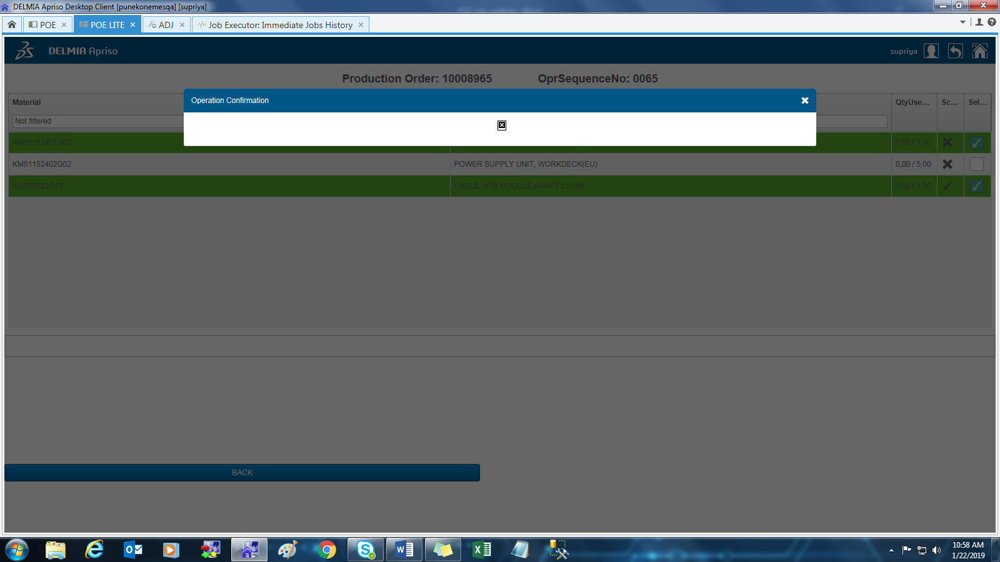 DELMIA Apriso Desktop Client [punekonemesqa] [supriya]
POE
POE LITE
ADJ
Job Executor: Immediate Jobs History
DELMIA Apriso
supriya
Production Order: 10008965 OprSequenceNo: 0065
Operation Confirmation
Material
QtyUse...
Sc...
Sel...
Not filtered
KM51152401G02
1,00 / 1,00
KM51152402G02
POWER SUPPLY UNIT, WORKDECK(EU)
0,00 / 5,00
KM800583G12
CABLE, NTS MODULE-SHAFT L=10M
1,00 / 1,00
BACK
10:58 AM
1/22/2019